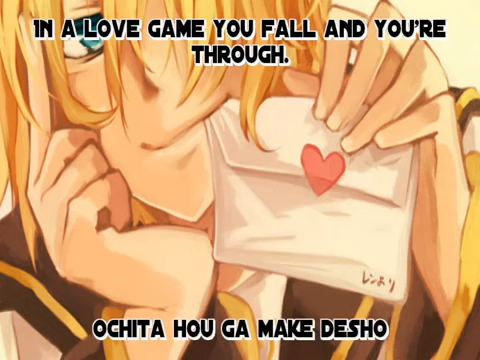 IN A LOVE GAME YOU FALL AND YOU'RE
THROUGH.
レンより
OCHITA HOU GA MAKE DESHO